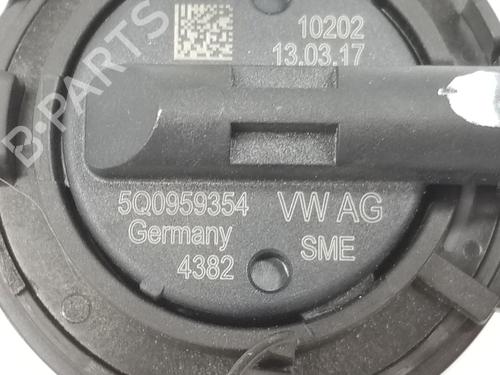 10202
13.03.17
5Q0959354 VW AG
Germany SME
4382
B-PARTS